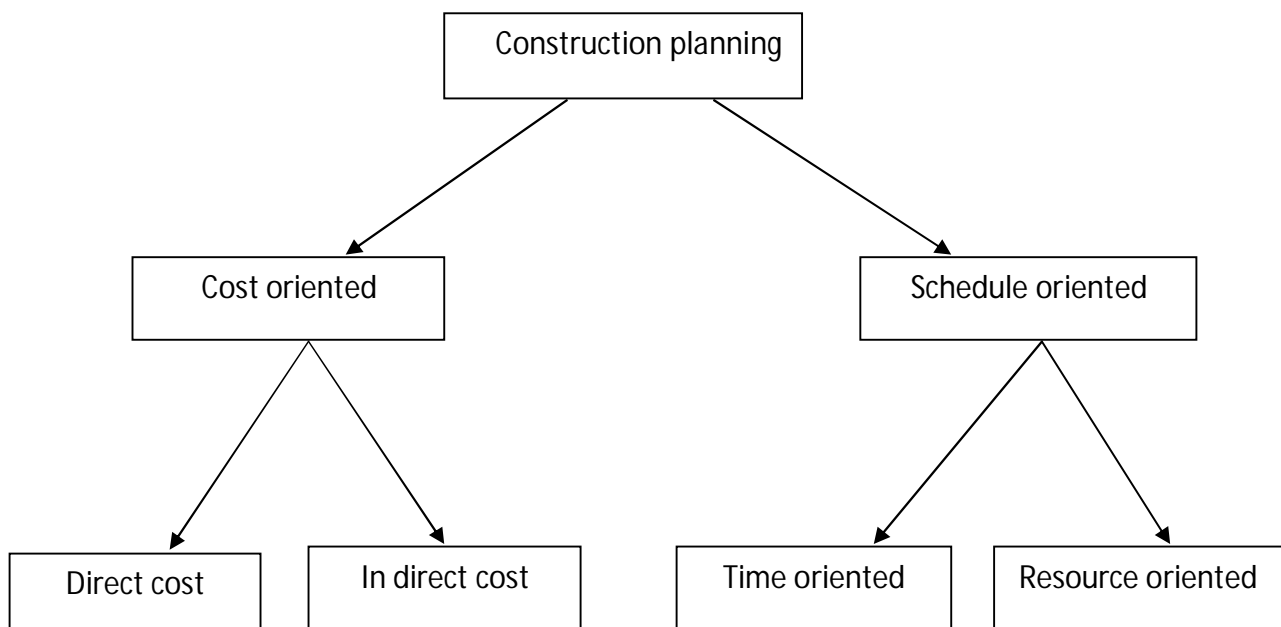 Construction planning
Cost oriented
Schedule oriented
Direct cost
In direct cost
Time oriented
Resource oriented